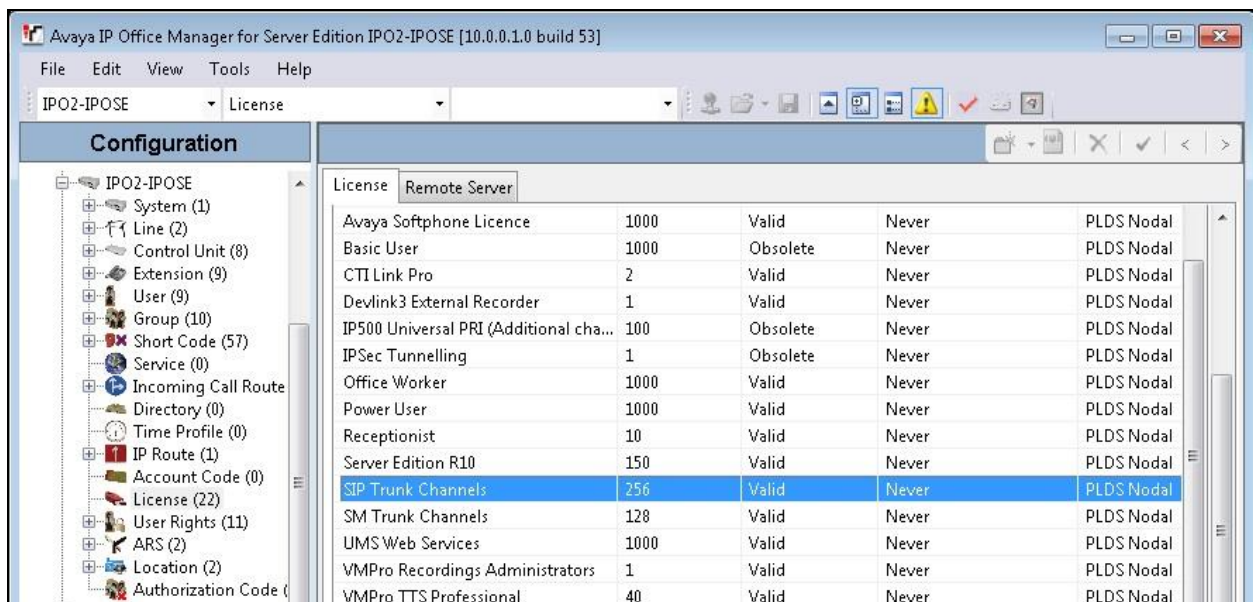 Avaya IP Office Manager for Server Edition IPO2-IPOSE [10.0.0.1.0 build 53]
File Edit View Tools Help
IPO2-IPOSE License
Configuration
IPO2-IPOSE
System (1)
Line (2)
Control Unit (8)
Extension (9)
User (9)
Group (10)
Short Code (57)
Service (0)
Incoming Call Route
Directory (0)
Time Profile (0)
IP Route (1)
Account Code (0)
License (22)
User Rights (11)
ARS (2)
Location (2)
Authorization Code (
License Remote Server
Avaya Softphone Licence 1000 Valid Never PLDS Nodal
Basic User 1000 Obsolete Never PLDS Nodal
CTI Link Pro 2 Valid Never PLDS Nodal
Devlink3 External Recorder 1 Valid Never PLDS Nodal
IP500 Universal PRI (Additional cha... 100 Obsolete Never PLDS Nodal
IPSec Tunnelling 1 Obsolete Never PLDS Nodal
Office Worker 1000 Valid Never PLDS Nodal
Power User 1000 Valid Never PLDS Nodal
Receptionist 10 Valid Never PLDS Nodal
Server Edition R10 150 Valid Never PLDS Nodal
SIP Trunk Channels 256 Valid Never PLDS Nodal
SM Trunk Channels 128 Valid Never PLDS Nodal
UMS Web Services 1000 Valid Never PLDS Nodal
VMPro Recordings Administrators 1 Valid Never PLDS Nodal
VMPro TTS Professional 40 Valid Never PLDS Nodal